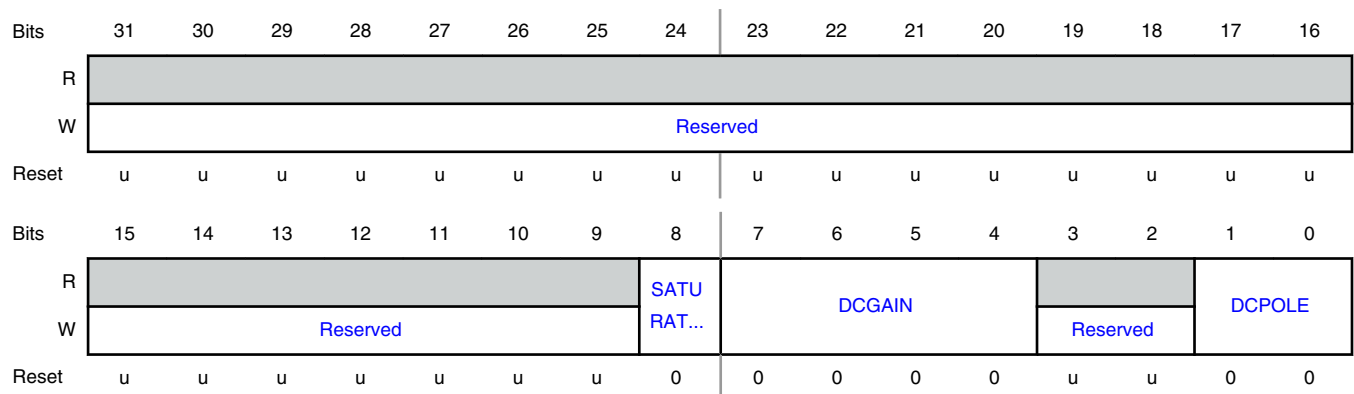 Bits 31 30 29 28 27 26 25 24 23 22 21 20 19 18 17 16
R
W Reserved
Reset u u u u u u u u u u u u u u u u
Bits 15 14 13 12 11 10 9 8 7 6 5 4 3 2 1 0
R SATU
RAT... DCGAIN DCPOLE
W Reserved Reserved
Reset u u u u u u u 0 0 0 0 0 u u 0 0